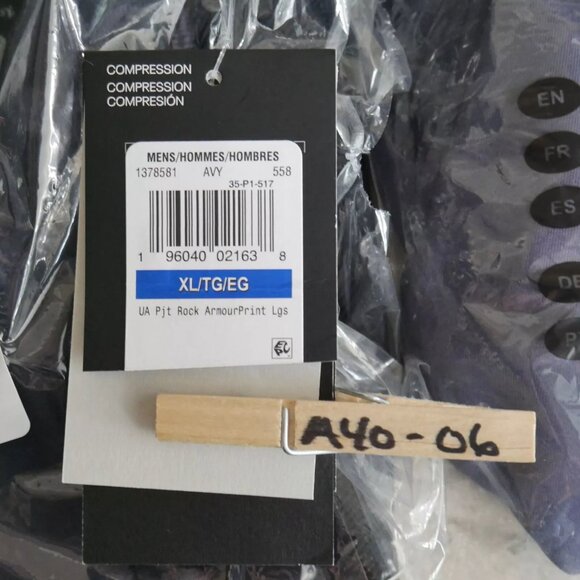 COMPRESSION
COMPRESSION
COMPRESIÓN
MENS/HOMMES/HOMBRES
1378581 AVY 558
35-P1-517
1 96040 02163 8
XL/TG/EG
UA Pjt Rock ArmourPrint Lgs
A40-06
EN
FR
ES
DE